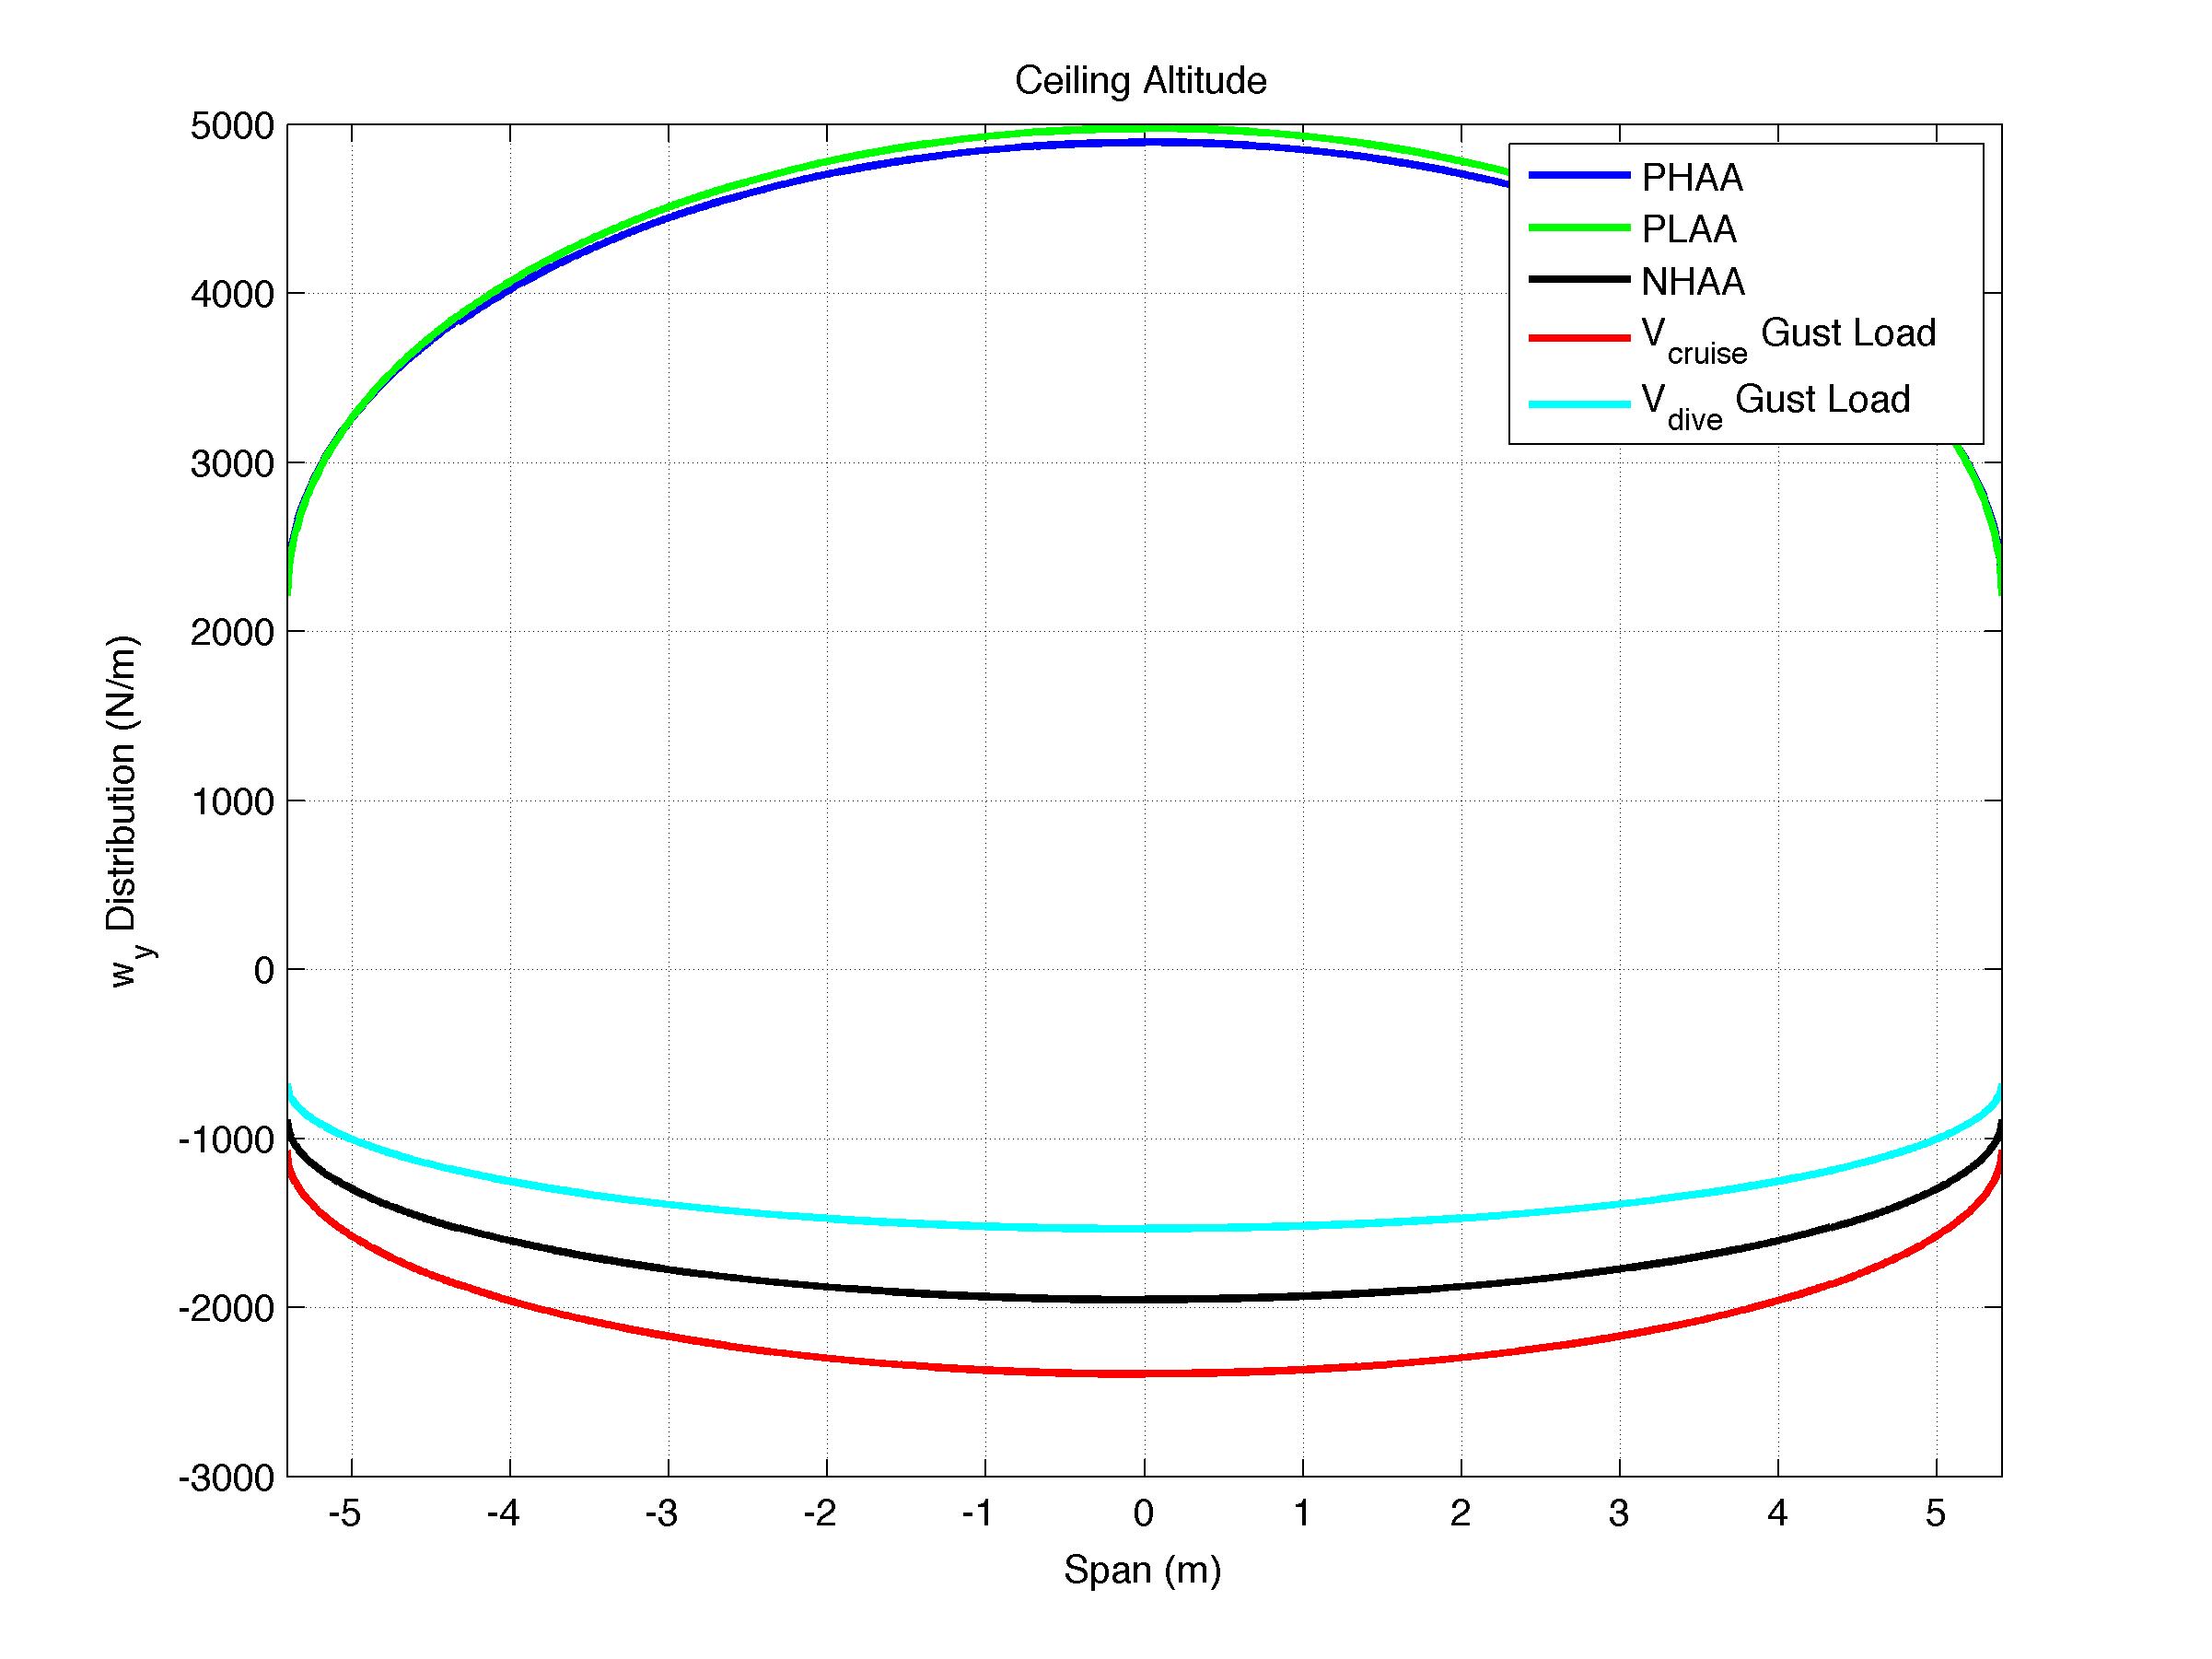 Ceiling Altitude
5000
4000
3000
2000
1000
0
-1000
-2000
-3000
w_y Distribution (N/m)
PHAA
PLAA
NHAA
V_cruise Gust Load
V_dive Gust Load
-5 -4 -3 -2 -1 0 1 2 3 4 5
Span (m)